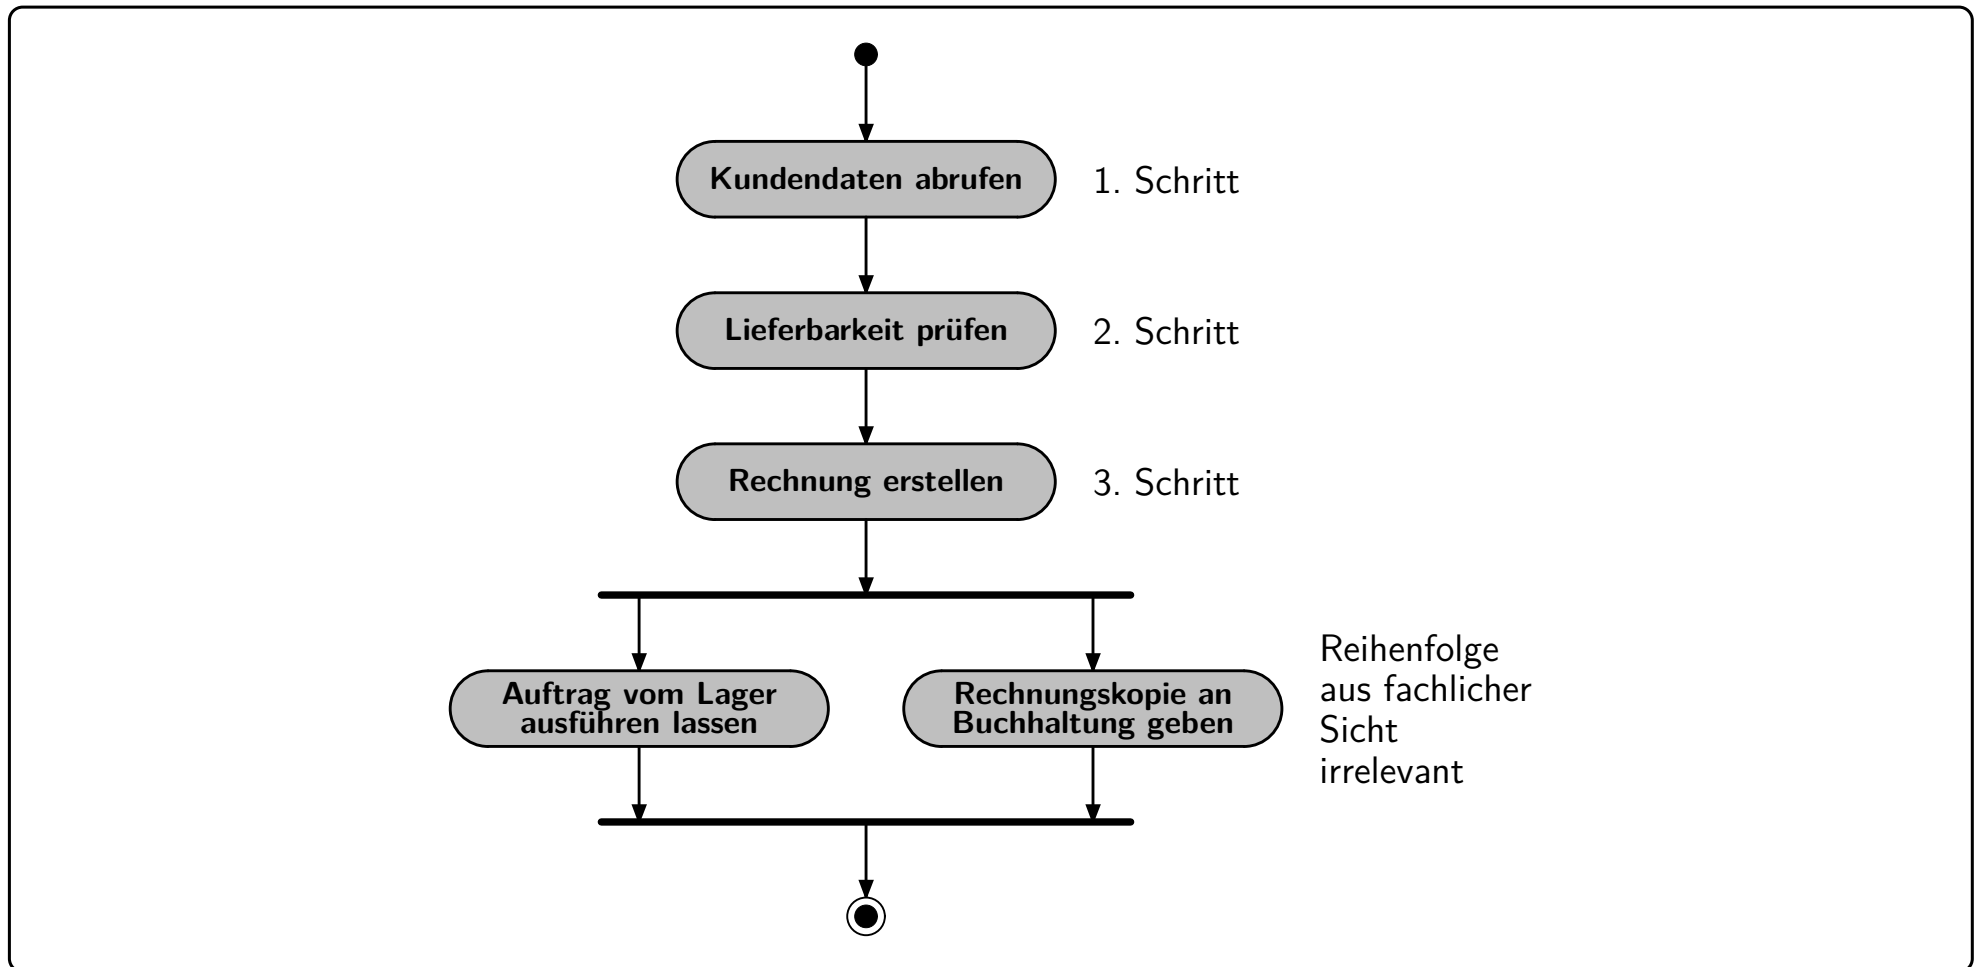 Kundendaten abrufen
1. Schritt
Lieferbarkeit prüfen
2. Schritt
Rechnung erstellen
3. Schritt
Auftrag vom Lager
ausführen lassen
Rechnungskopie an
Buchhaltung geben
Reihenfolge
aus fachlicher
Sicht
irrelevant